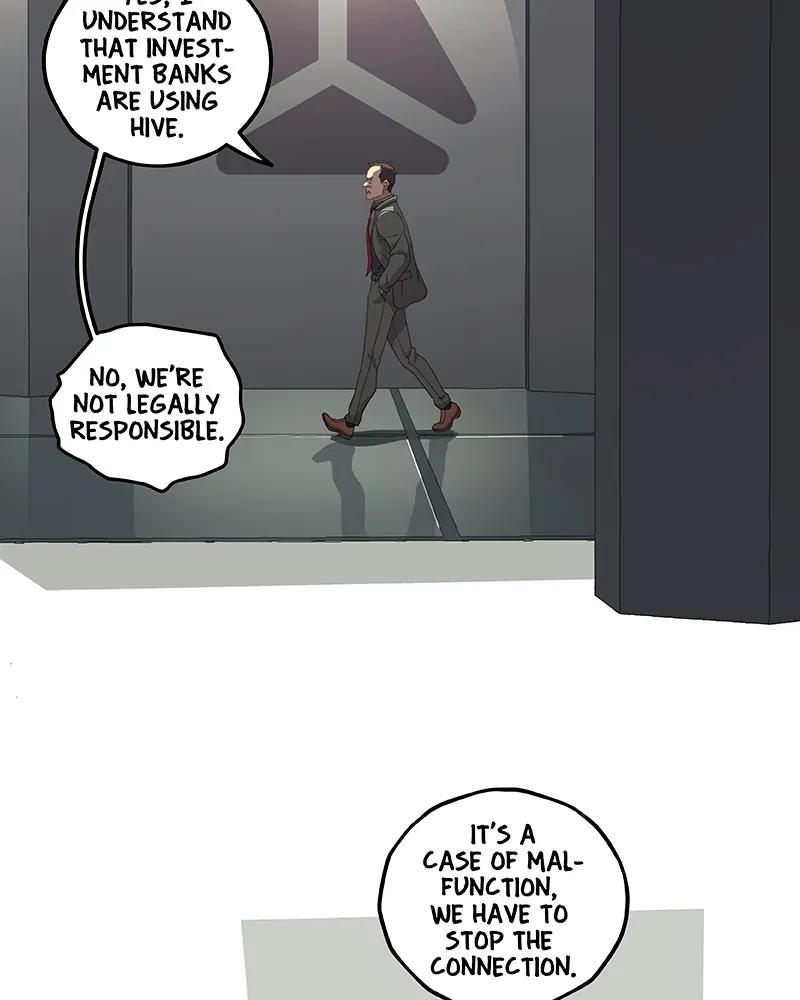 YES, I
UNDERSTAND
THAT INVEST-
MENT BANKS
ARE USING
HIVE.
NO, WE'RE
NOT LEGALLY
RESPONSIBLE.
IT'S A
CASE OF MAL-
FUNCTION,
WE HAVE TO
STOP THE
CONNECTION.